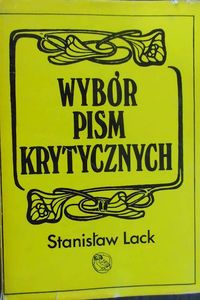 WYBÓR
PISM
KRYTYCZNYCH
Stanisław Lack